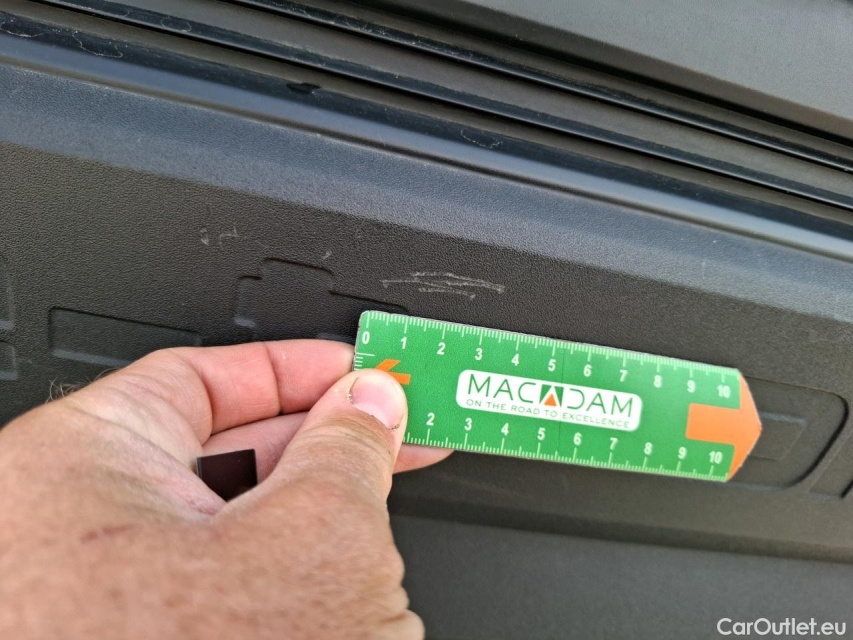 0 1 2 3 4 5 6 7 8 9 10
MACADAM
ON THE ROAD TO EXCELLENCE
2 3 4 5 6 7 8 9 10
CarOutlet.eu